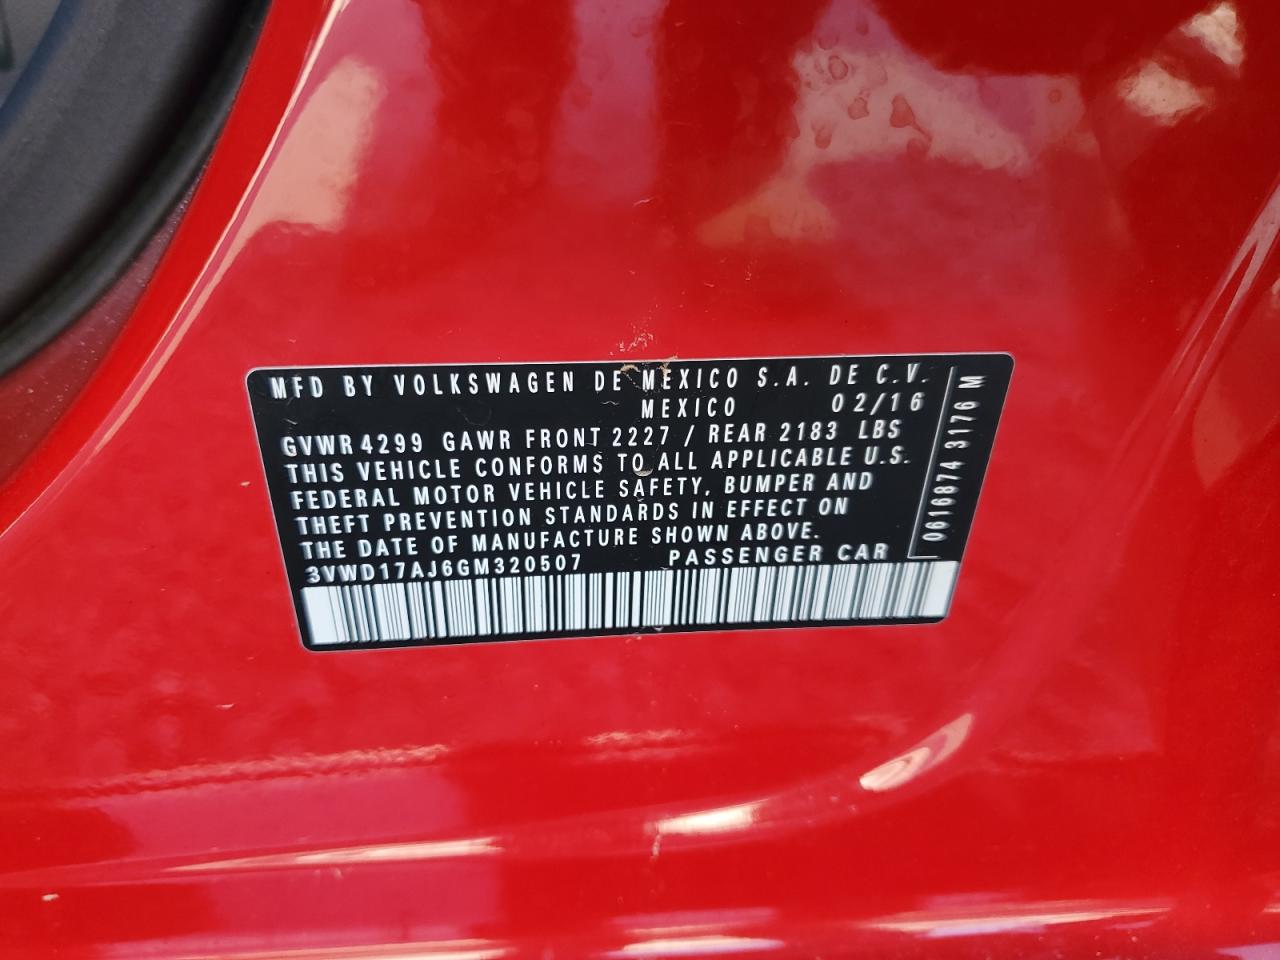 MFD BY VOLKSWAGEN DE MEXICO S.A. DE C.V.
MEXICO 02/16
GVWR 4299 GAWR FRONT 2227 / REAR 2183 LBS
THIS VEHICLE CONFORMS TO ALL APPLICABLE U.S.
FEDERAL MOTOR VEHICLE SAFETY, BUMPER AND
THEFT PREVENTION STANDARDS IN EFFECT ON
THE DATE OF MANUFACTURE SHOWN ABOVE.
3VWD17AJ6GM320507 PASSENGER CAR
0616874 3176 M